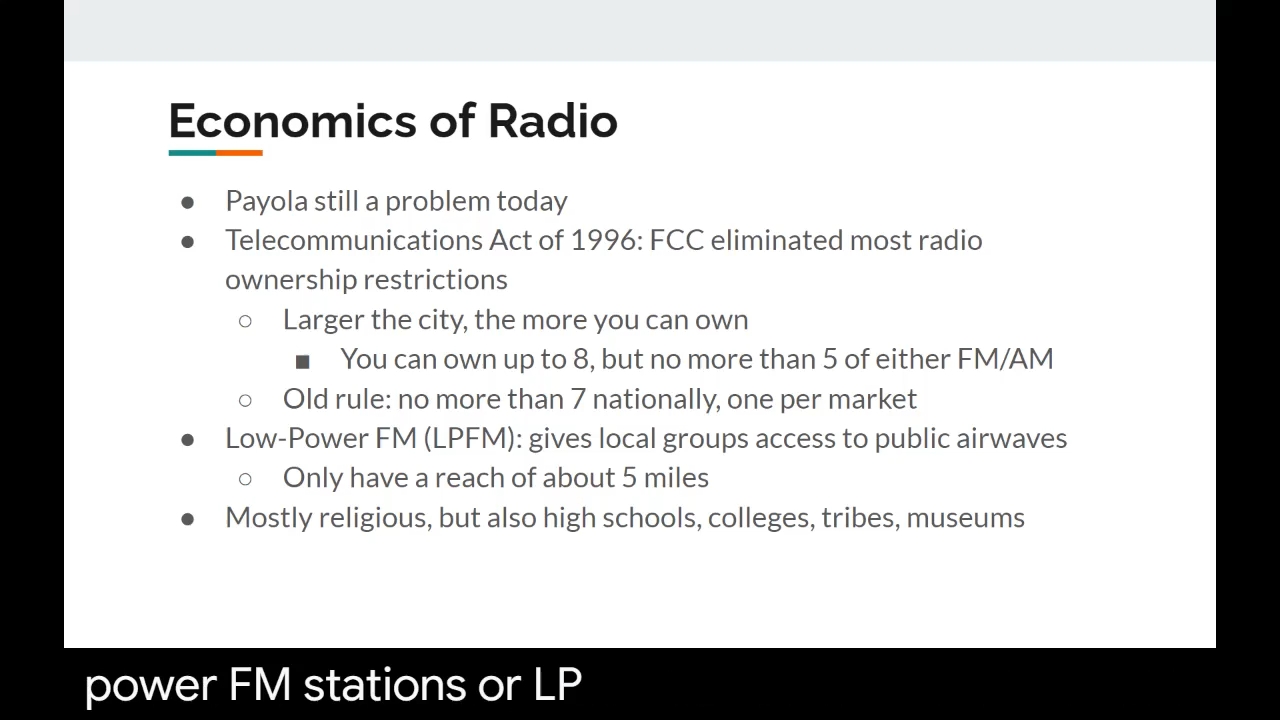 Economics of Radio
● Payola still a problem today
● Telecommunications Act of 1996: FCC eliminated most radio
ownership restrictions
○ Larger the city, the more you can own
■ You can own up to 8, but no more than 5 of either FM/AM
○ Old rule: no more than 7 nationally, one per market
● Low-Power FM (LPFM): gives local groups access to public airwaves
○ Only have a reach of about 5 miles
● Mostly religious, but also high schools, colleges, tribes, museums
power FM stations or LP